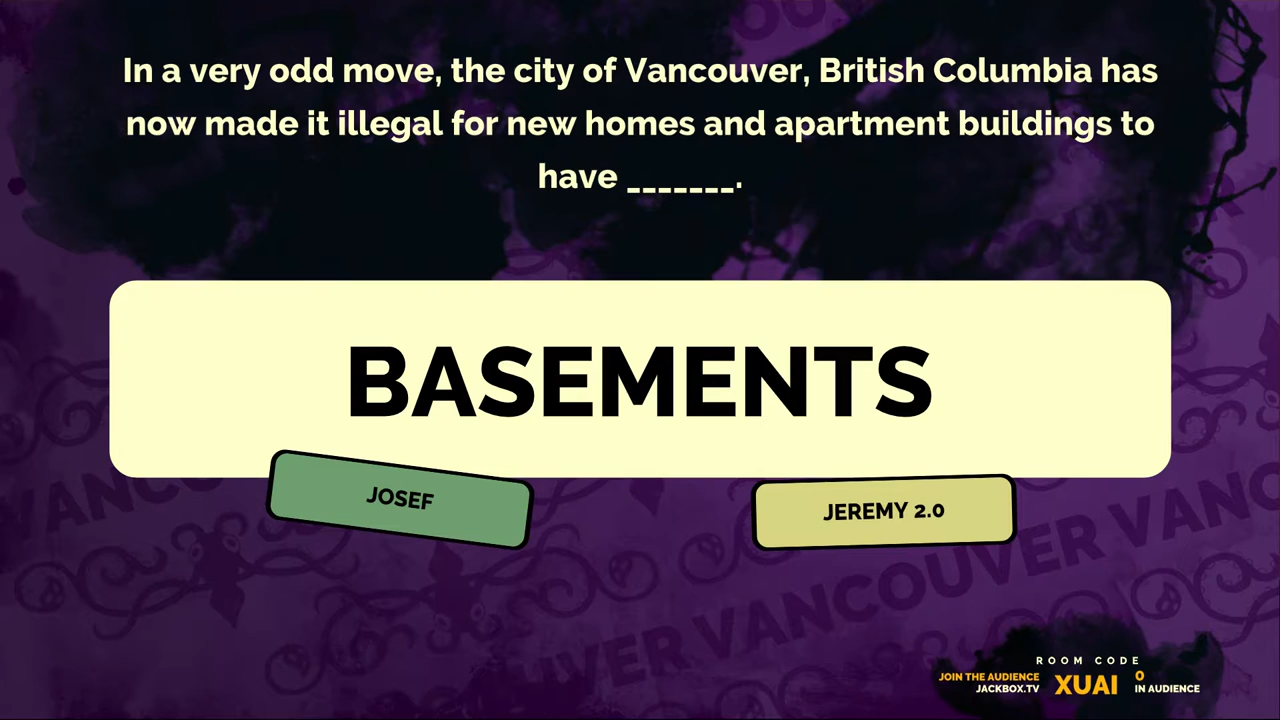 In a very odd move, the city of Vancouver, British Columbia has
now made it illegal for new homes and apartment buildings to
have _______.
BASEMENTS
JOSEF
JEREMY 2.0
VANCOUVER VANCOUVER
ROOM CODE
JOIN THE AUDIENCE
JACKBOX.TV
XUAI
0
IN AUDIENCE